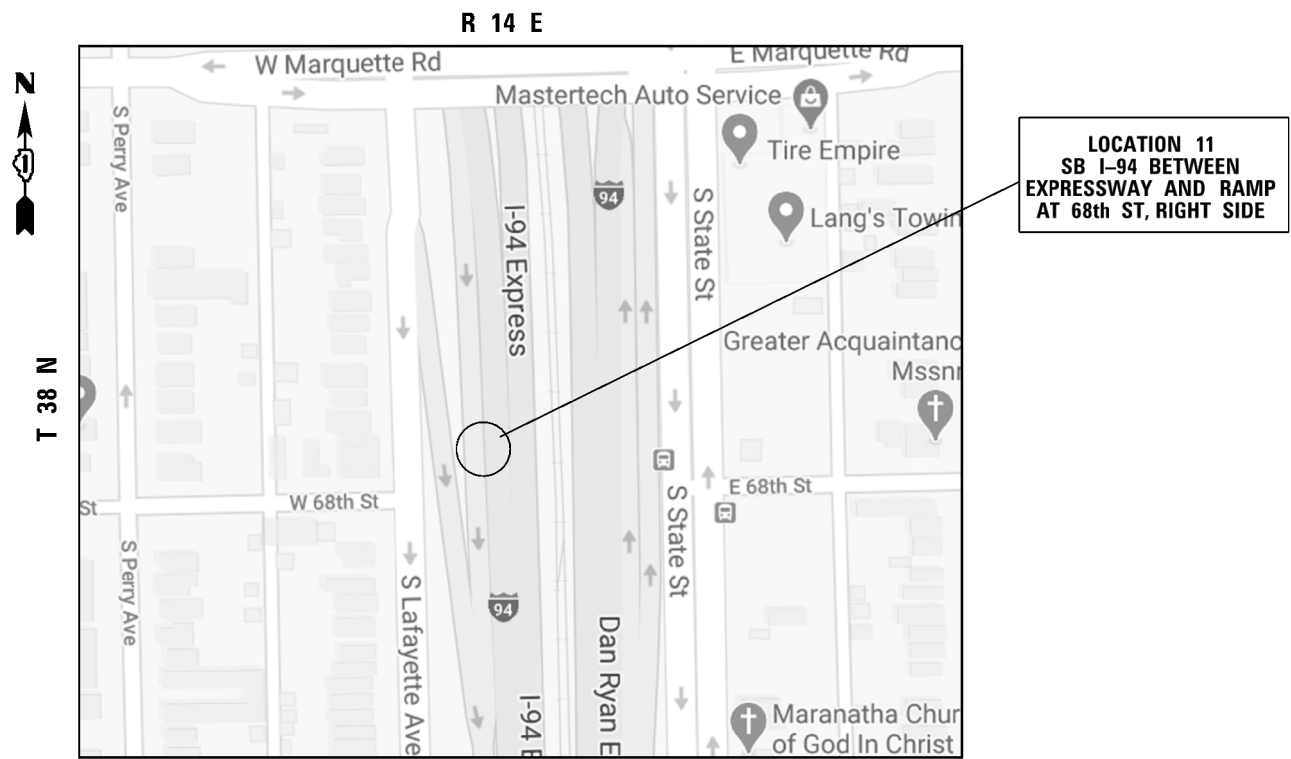 R 14 E
N
1
T 38 N
W Marquette Rd
E Marquette Rd
S Perry Ave
Mastertech Auto Service
Tire Empire
94
I-94 Express
S State St
Lang's Towin
LOCATION 11
SB I–94 BETWEEN
EXPRESSWAY AND RAMP
AT 68th ST, RIGHT SIDE
Greater Acquaintanc
Mssnr
St
W 68th St
E 68th St
S Perry Ave
S Lafayette Ave
94
S State St
Dan Ryan E
I-94 E
Maranatha Chur
of God In Christ